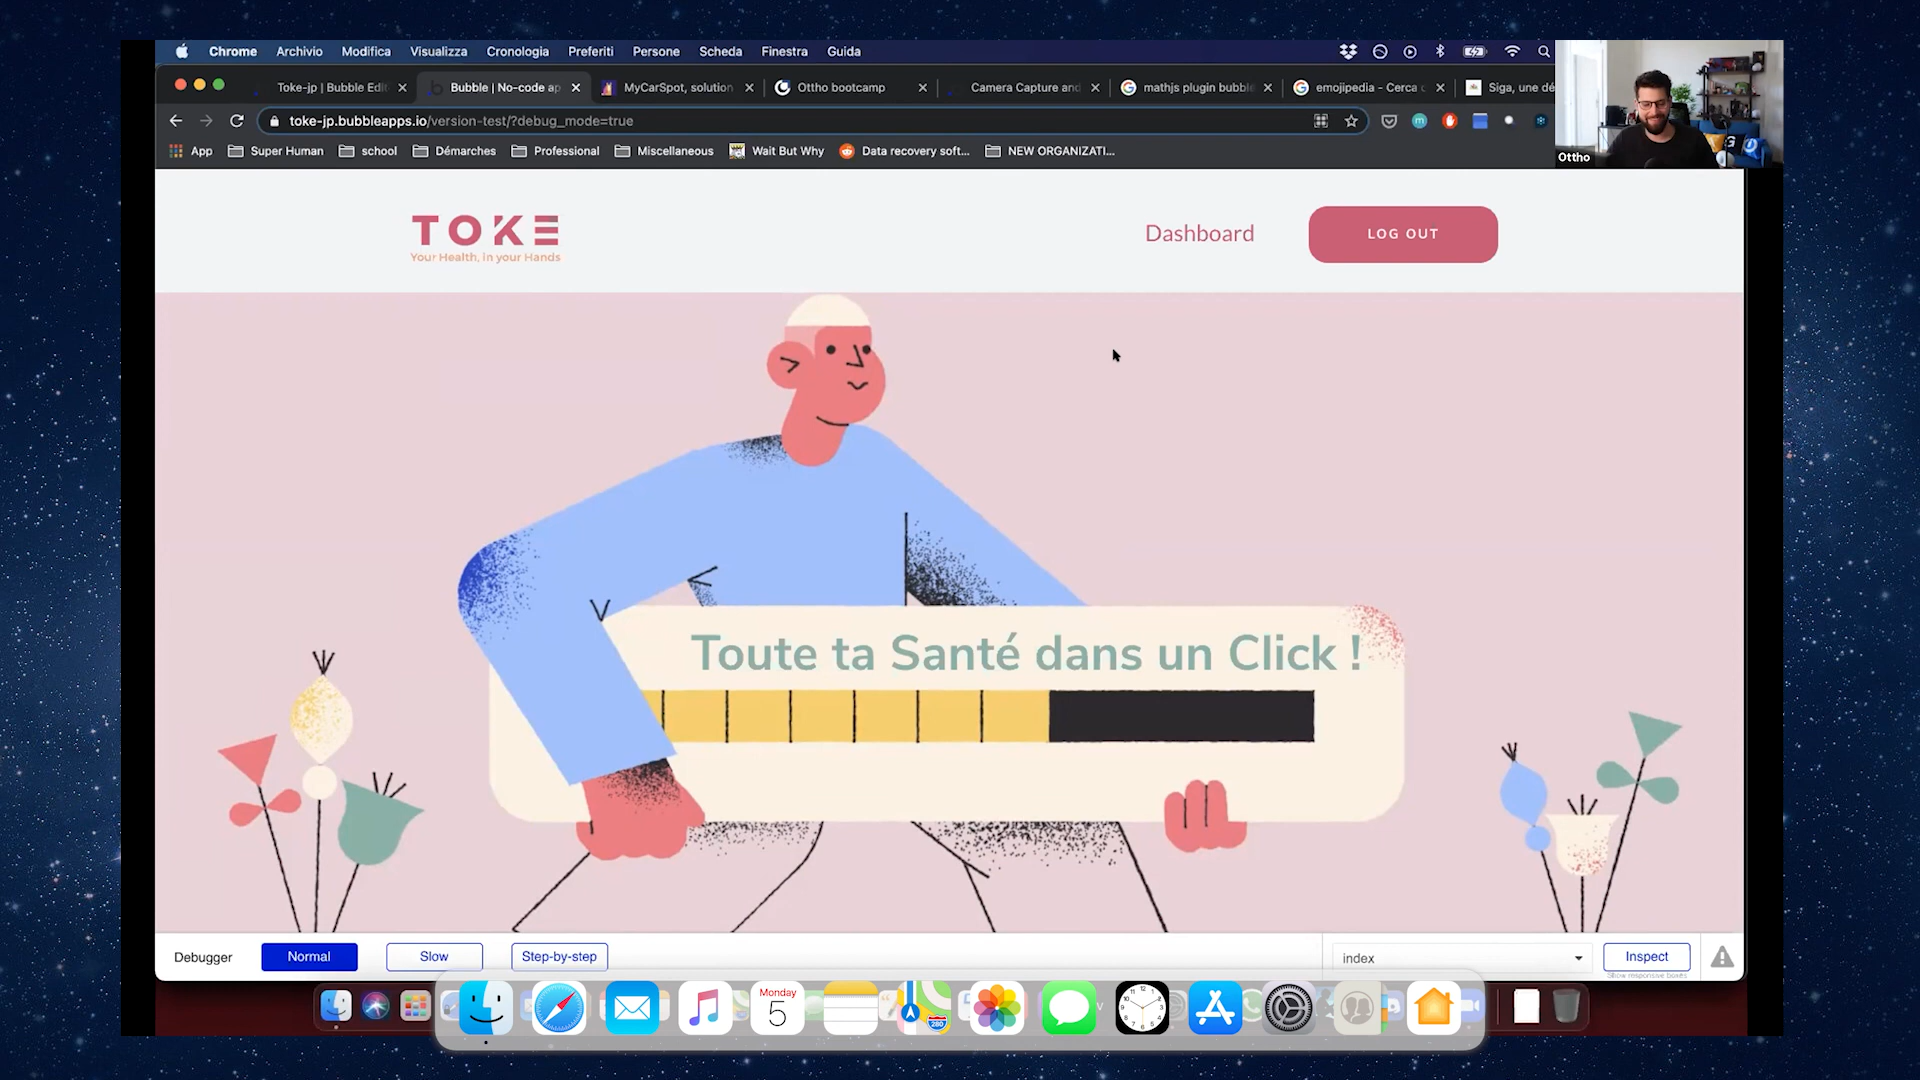 Chrome Archivio Modifica Visualizza Cronologia Preferiti Persone Scheda Finestra Guida
Toke-jp | Bubble Edit
Bubble | No-code ap
MyCarSpot, solution
Ottho bootcamp
Camera Capture and
mathjs plugin bubble
emojipedia - Cerca
Siga, une dé
toke-jp.bubbleapps.io/version-test/?debug_mode=true
App Super Human school Démarches Professional Miscellaneous Wait But Why Data recovery soft... NEW ORGANIZATI...
Ottho
TOKE
Your Health, in your Hands
Dashboard
LOG OUT
Toute ta Santé dans un Click !
Debugger Normal Slow Step-by-step
index
Inspect
Show responsive boxes
Monday
5
280